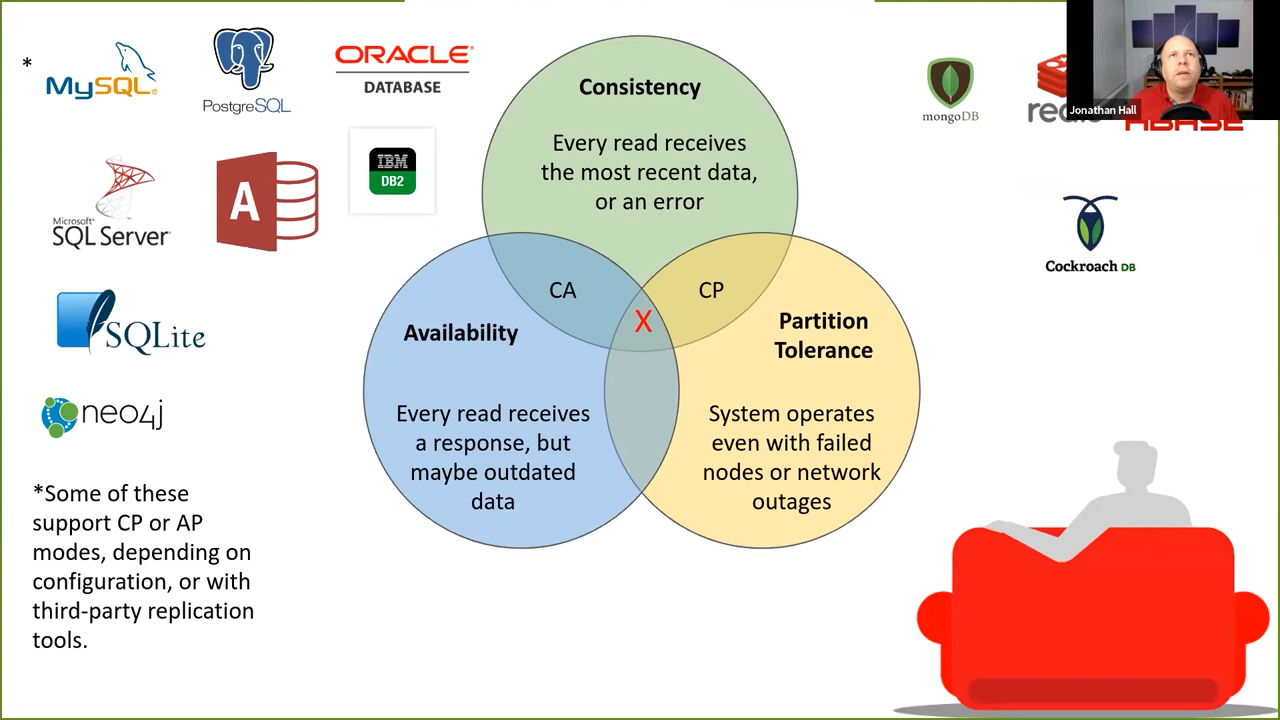 *
MySQL
PostgreSQL
ORACLE
DATABASE
Microsoft
SQL Server
A
IBM
DB2
SQLite
neo4j
*Some of these
support CP or AP
modes, depending on
configuration, or with
third-party replication
tools.
Consistency
Every read receives
the most recent data,
or an error
CA
CP
X
Availability
Every read receives
a response, but
maybe outdated
data
Partition
Tolerance
System operates
even with failed
nodes or network
outages
mongoDB
redis
HBASE
Jonathan Hall
Cockroach DB